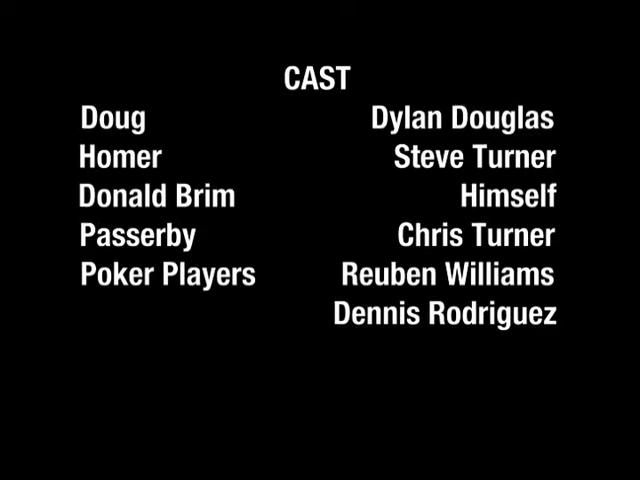 CAST
Doug Dylan Douglas
Homer Steve Turner
Donald Brim Himself
Passerby Chris Turner
Poker Players Reuben Williams
Dennis Rodriguez